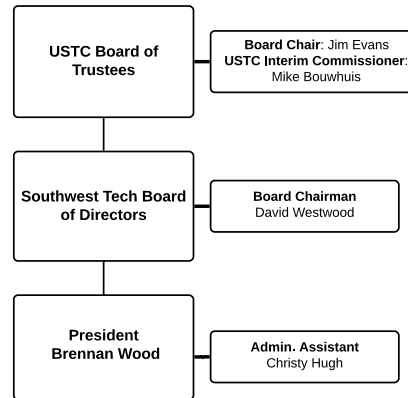 USTC Board of
Trustees
Board Chair: Jim Evans
USTC Interim Commissioner:
Mike Bouwhuis
Southwest Tech Board
of Directors
Board Chairman
David Westwood
President
Brennan Wood
Admin. Assistant
Christy Hugh